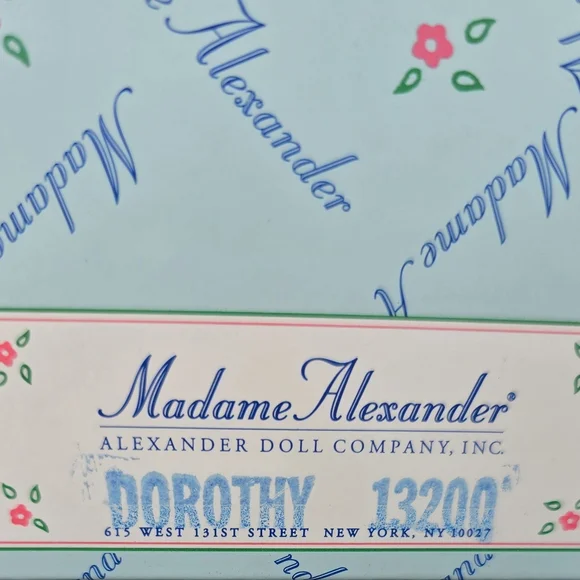 Alexander
Madame
Madame A
Madame Alexander®
ALEXANDER DOLL COMPANY, INC.
DOROTHY 13200
615 WEST 131ST STREET NEW YORK, NY 10027